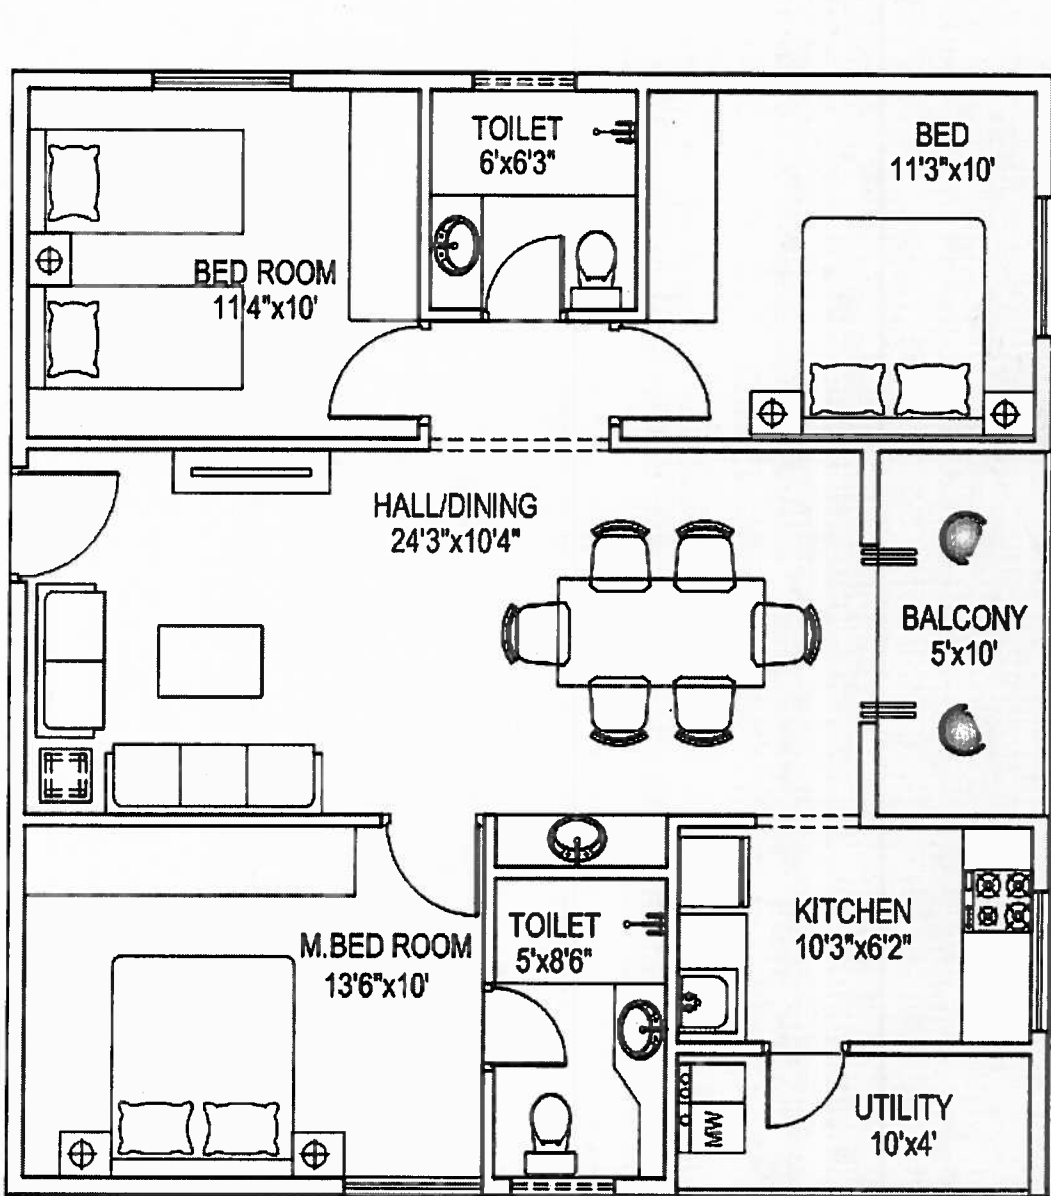 TOILET
6'x6'3"
BED
11'3"x10'
BED ROOM
11'4"x10'
HALL/DINING
24'3"x10'4"
BALCONY
5'x10'
M.BED ROOM
13'6"x10'
TOILET
5'x8'6"
KITCHEN
10'3"x6'2"
MW
UTILITY
10'x4'